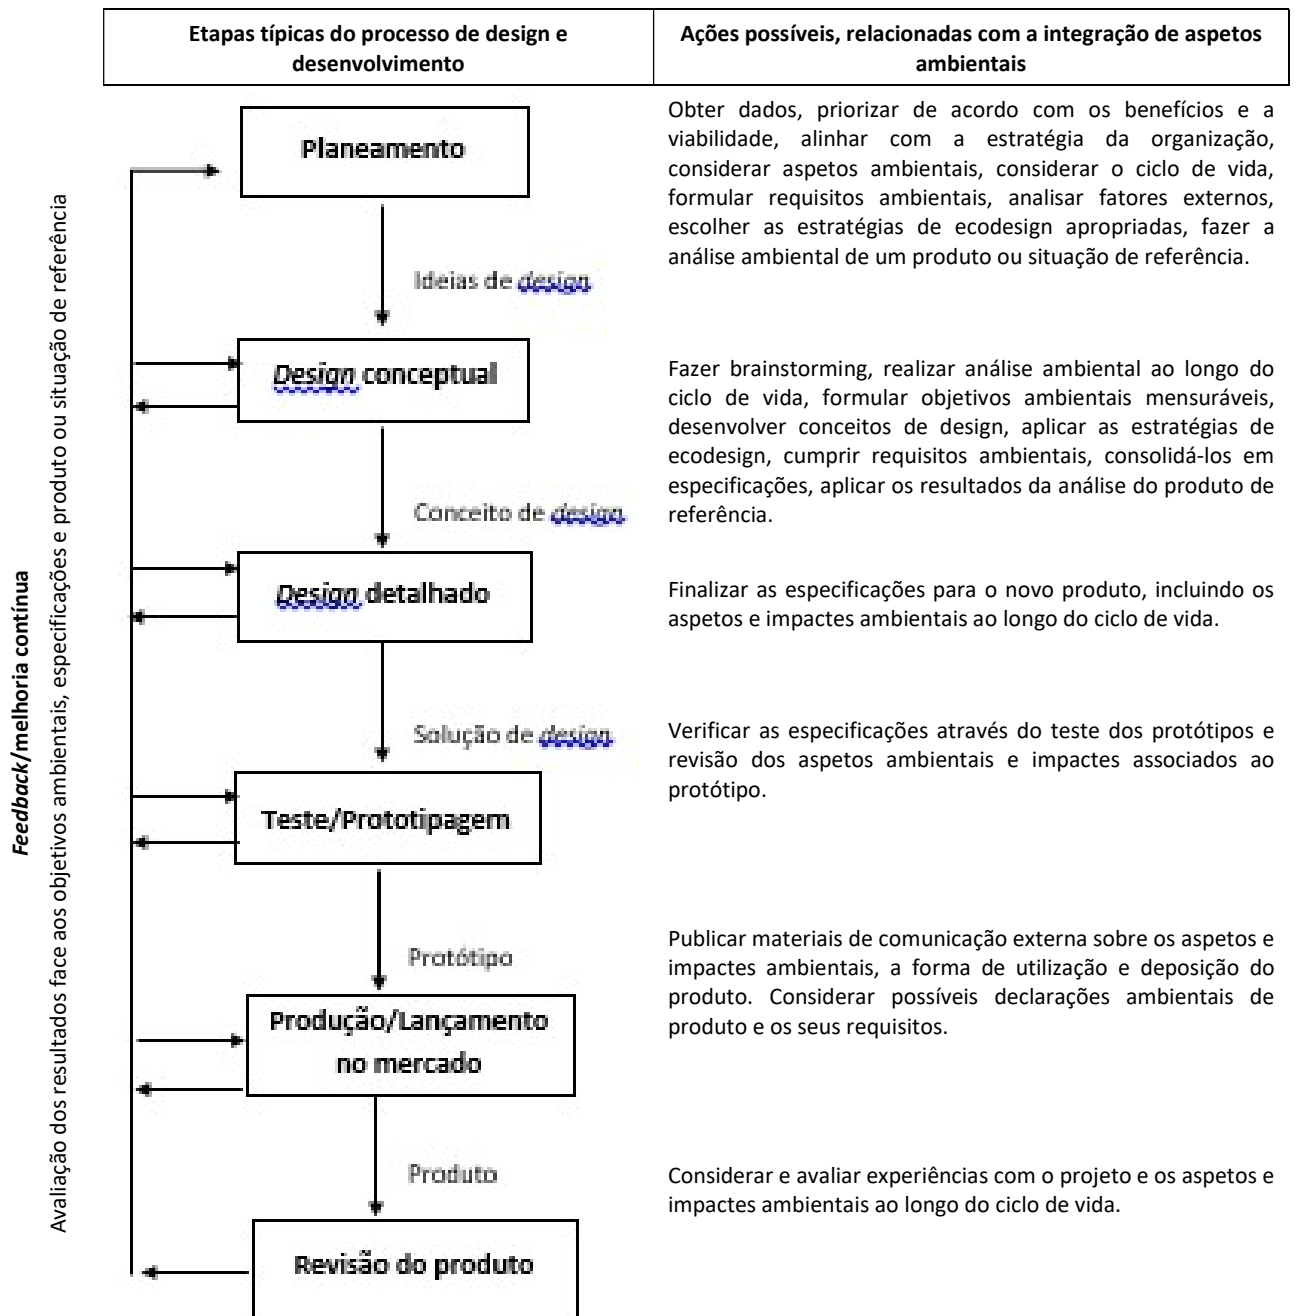 Etapas típicas do processo de design e
desenvolvimento
Ações possíveis, relacionadas com a integração de aspetos
ambientais
Planeamento
Obter dados, priorizar de acordo com os benefícios e a
viabilidade, alinhar com a estratégia da organização,
considerar aspetos ambientais, considerar o ciclo de vida,
formular requisitos ambientais, analisar fatores externos,
escolher as estratégias de ecodesign apropriadas, fazer a
análise ambiental de um produto ou situação de referência.
Ideias de design
Design conceptual
Fazer brainstorming, realizar análise ambiental ao longo do
ciclo de vida, formular objetivos ambientais mensuráveis,
desenvolver conceitos de design, aplicar as estratégias de
ecodesign, cumprir requisitos ambientais, consolidá-los em
especificações, aplicar os resultados da análise do produto de
referência.
Conceito de design
Design detalhado
Finalizar as especificações para o novo produto, incluindo os
aspetos e impactes ambientais ao longo do ciclo de vida.
Solução de design
Teste/Prototipagem
Verificar as especificações através do teste dos protótipos e
revisão dos aspetos ambientais e impactes associados ao
protótipo.
Protótipo
Produção/Lançamento
no mercado
Publicar materiais de comunicação externa sobre os aspetos e
impactes ambientais, a forma de utilização e deposição do
produto. Considerar possíveis declarações ambientais de
produto e os seus requisitos.
Produto
Revisão do produto
Considerar e avaliar experiências com o projeto e os aspetos e
impactes ambientais ao longo do ciclo de vida.
Feedback/melhoria contínua
Avaliação dos resultados face aos objetivos ambientais, especificações e produto ou situação de referência